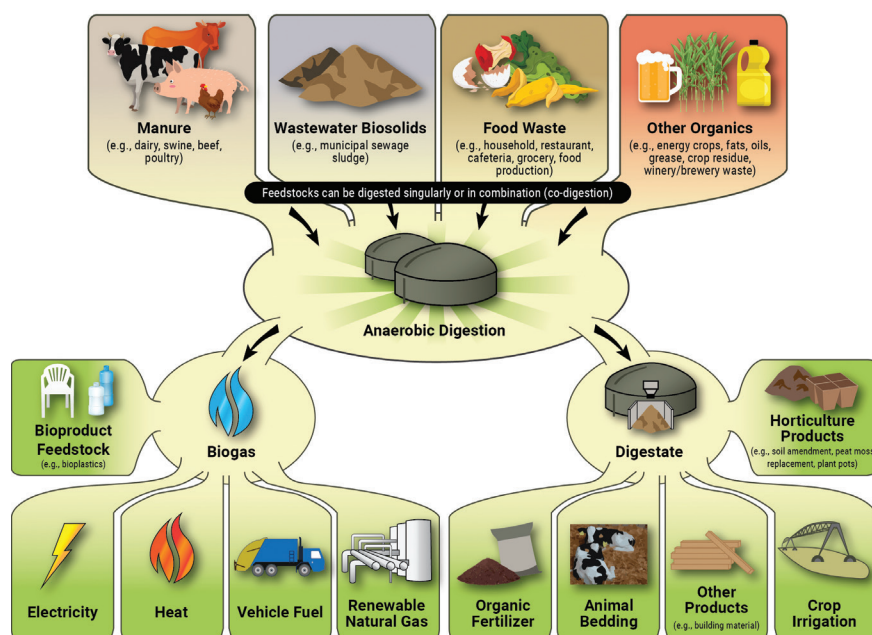 Manure
(e.g., dairy, swine, beef,
poultry)
Wastewater Biosolids
(e.g., municipal sewage
sludge)
Food Waste
(e.g., household, restaurant,
cafeteria, grocery, food
production)
Other Organics
(e.g., energy crops, fats, oils,
grease, crop residue,
winery/brewery waste)
Feedstocks can be digested singularly or in combination (co-digestion)
Anaerobic Digestion
Bioproduct
Feedstock
(e.g., bioplastics)
Biogas
Digestate
Horticulture
Products
(e.g., soil amendment, peat moss
replacement, plant pots)
Electricity
Heat
Vehicle Fuel
Renewable
Natural Gas
Organic
Fertilizer
Animal
Bedding
Other
Products
(e.g., building material)
Crop
Irrigation